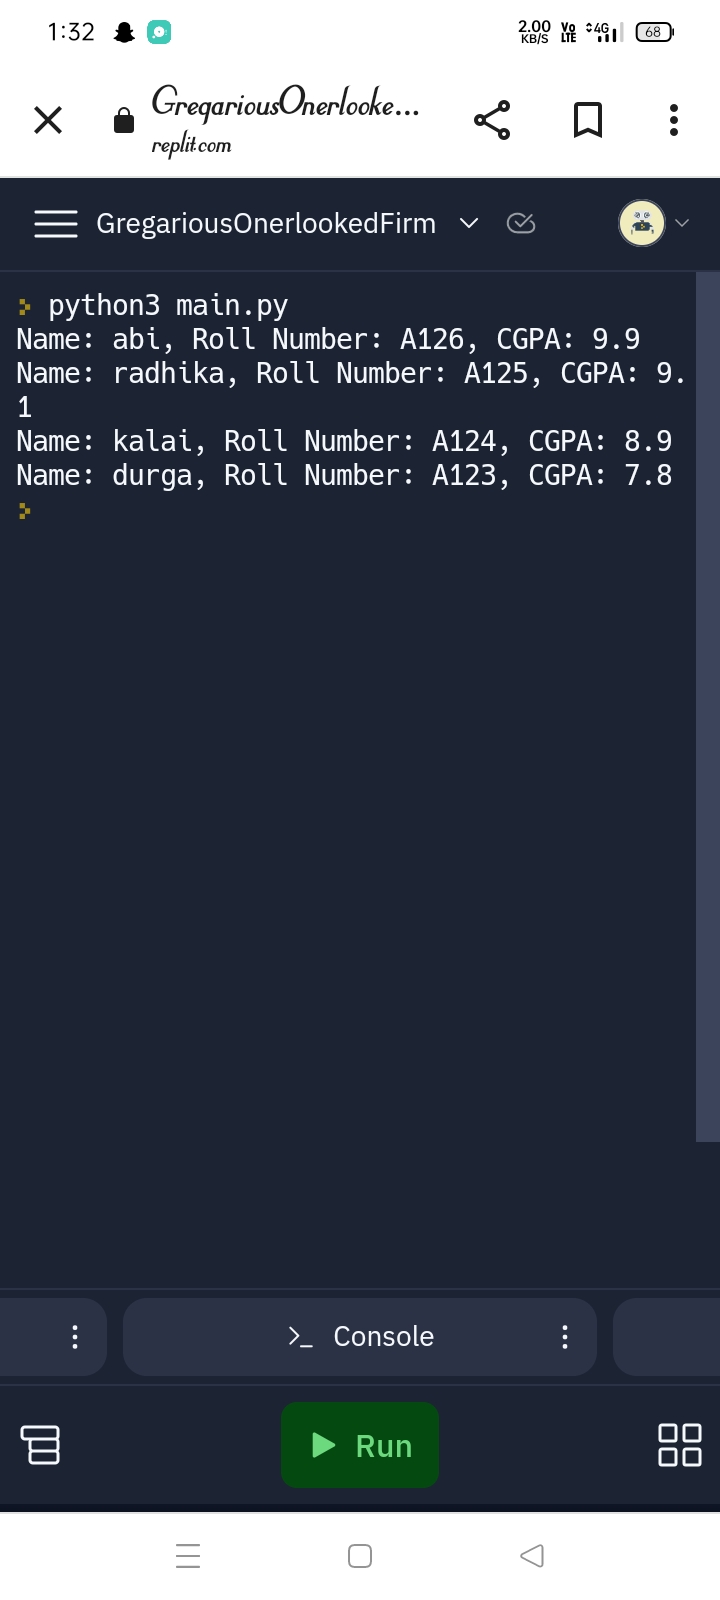 1:32
2.00 KB/S Vo LTE 4G 68
GregariousOnerlooke...
replit.com
GregariousOnerlookedFirm
python3 main.py
Name: abi, Roll Number: A126, CGPA: 9.9
Name: radhika, Roll Number: A125, CGPA: 9.
1
Name: kalai, Roll Number: A124, CGPA: 8.9
Name: durga, Roll Number: A123, CGPA: 7.8
Console
Run